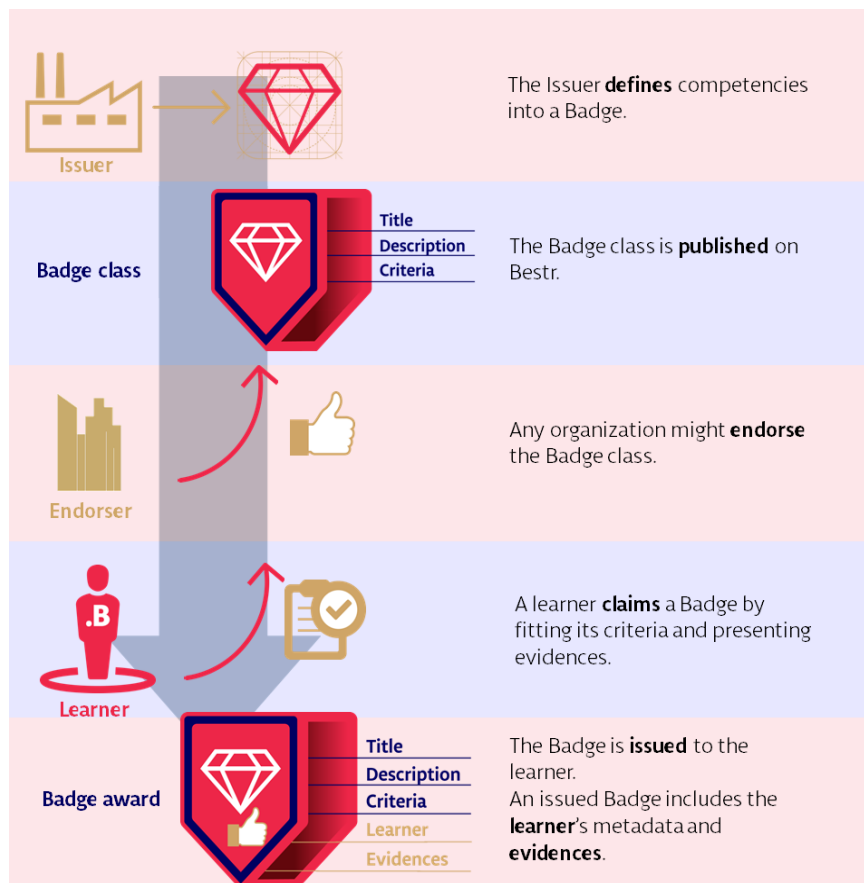 The Issuer defines competencies
into a Badge.
Issuer
Title
Description
Criteria
Badge class
The Badge class is published on
Bestr.
Any organization might endorse
the Badge class.
Endorser
.B
Learner
A learner claims a Badge by
fitting its criteria and presenting
evidences.
Title
Description
Criteria
Learner
Evidences
Badge award
The Badge is issued to the
learner.
An issued Badge includes the
learner's metadata and
evidences.